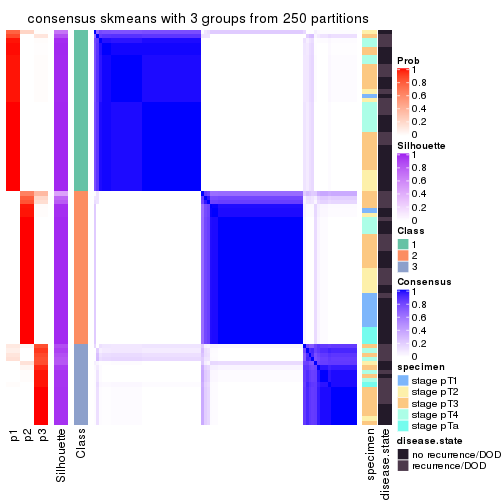 consensus skmeans with 3 groups from 250 partitions
Prob
1
0.8
0.6
0.4
0.2
0
Silhouette
1
0.8
0.6
0.4
0.2
0
Class
1
2
3
Consensus
1
0.8
0.6
0.4
0.2
0
specimen
stage pT1
stage pT2
stage pT3
stage pT4
stage pTa
disease.state
no recurrence/DOD
recurrence/DOD
p1
p2
p3
Silhouette
Class
specimen
disease.state